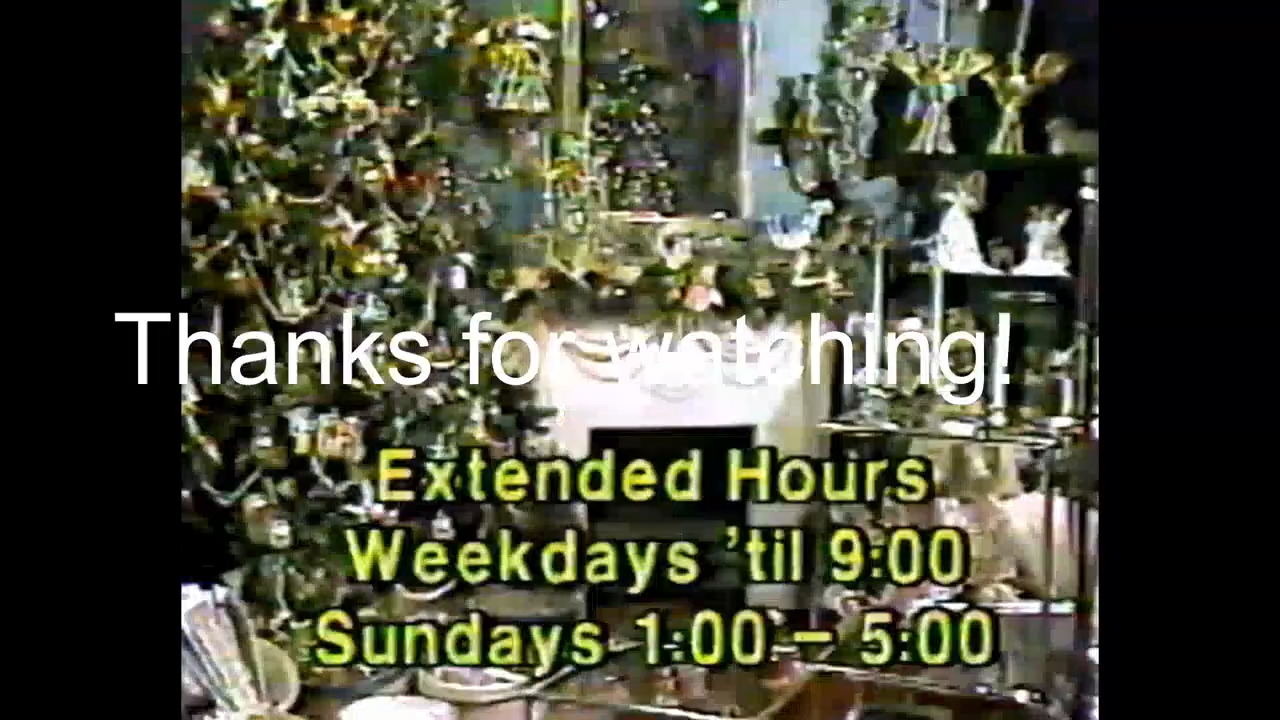 Thanks for watching!
Extended Hours
Weekdays 'til 9:00
Sundays 1:00 – 5:00